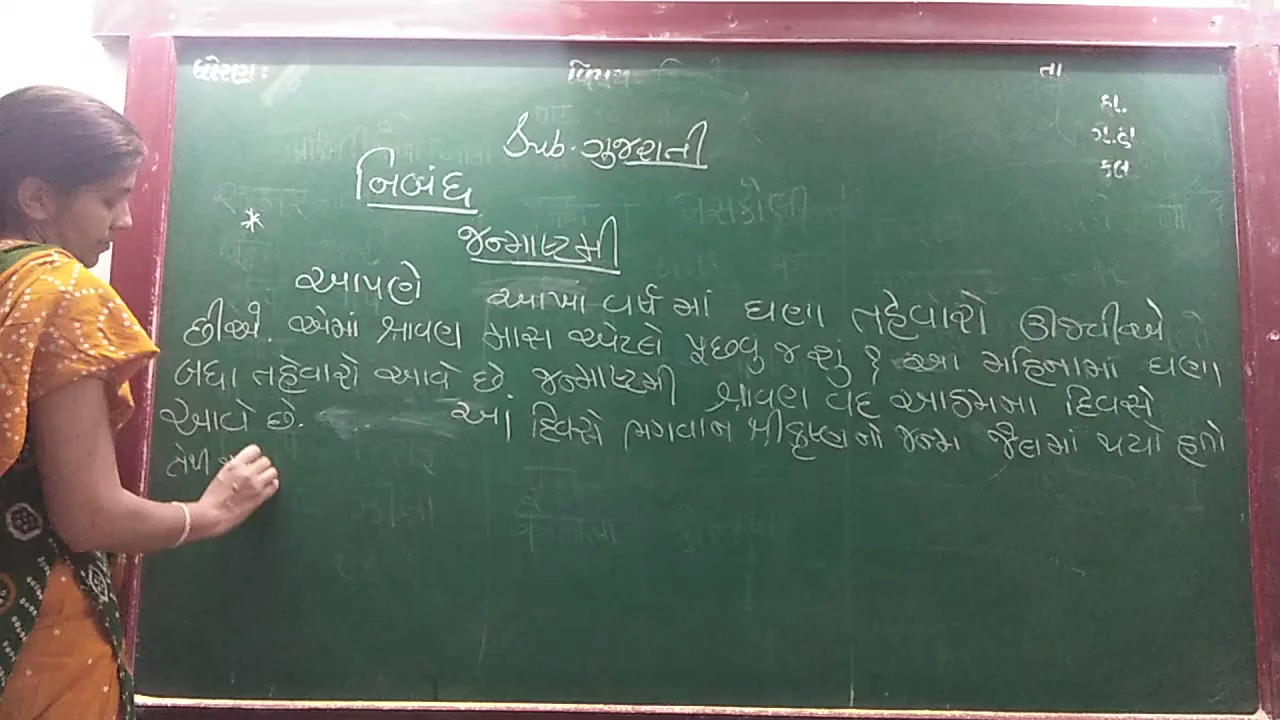 ધોરણ :
વિષય
તા
હા.
ગે.હા
કુલ
Sub. ગુજરાતી
નિબંધ
*
જન્માષ્ટમી
આપણે આખા વર્ષ માં ઘણા તહેવારો ઊજવીએ
છીએ. એમાં શ્રાવણ માસ એટલે પૂછવુ જ શું ? આ મહિનામાં ઘણા
બધા તહેવારો આવે છે. જન્માષ્ટમી શ્રાવણ વદ આઠમના દિવસે
આવે છે. આ દિવસે ભગવાન શ્રીકૃષ્ણનો જન્મ જેલમાં થયો હતો
તેથી